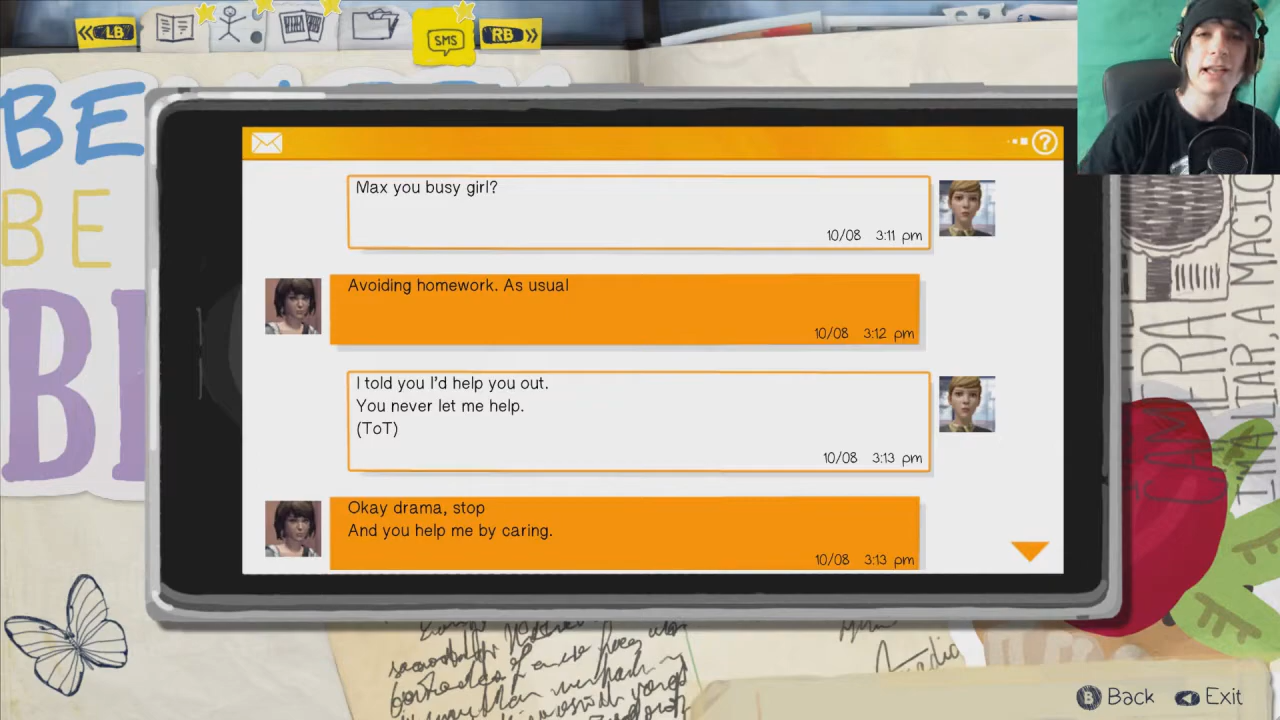 LB
SMS
RB
Max you busy girl?
10/08 3:11 pm
Avoiding homework. As usual
10/08 3:12 pm
I told you I'd help you out.
You never let me help.
(ToT)
10/08 3:13 pm
Okay drama, stop
And you help me by caring.
10/08 3:13 pm
BE
BE
B Back
Exit